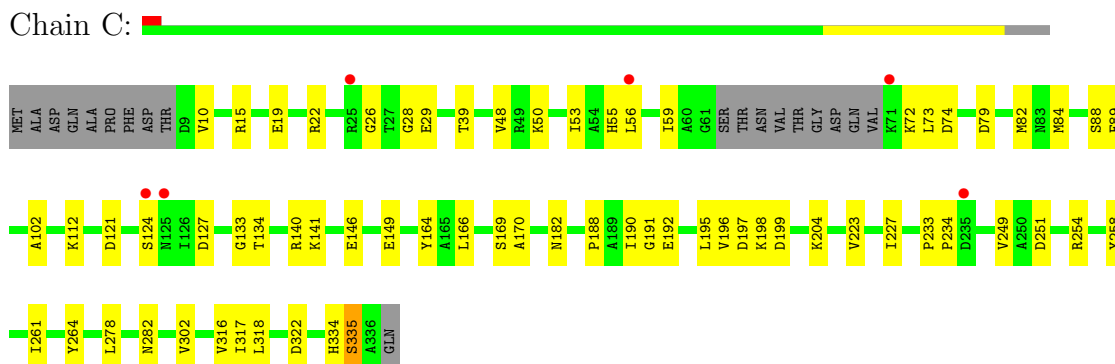 Chain C:
MET ALA ASP GLN ALA PRO PHE ASP THR D9 V10 R15 E19 R22 R25 G26 T27 G28 E29 T39 V48 R49 K50 I53 A54 H55 L56 I59 A60 G61 SER THR ASN VAL THR GLY ASP GLN VAL K71 K72 L73 D74 D79 M82 N83 M84 S88
A102 K112 D121 S124 N125 I126 D127 G133 T134 R140 K141 E146 E149 Y164 A165 L166 S169 A170 N182 P188 A189 I190 G191 E192 L195 V196 D197 K198 D199 K204 V223 I227 P233 P234 D235 V249 A250 D251 R254
I261 Y264 L278 N282 V302 V316 I317 L318 D322 H334 S335 A336 GLN